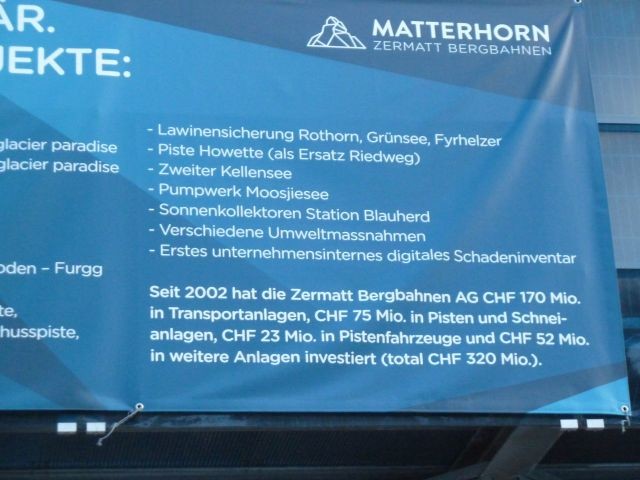 ÄR.
JEKTE:
MATTERHORN
ZERMATT BERGBAHNEN
glacier paradise
glacier paradise
oden – Furgg
te,
husspiste,
- Lawinensicherung Rothorn, Grünsee, Fyrhelzer
- Piste Howette (als Ersatz Riedweg)
- Zweiter Kellensee
- Pumpwerk Moosjiesee
- Sonnenkollektoren Station Blauherd
- Verschiedene Umweltmassnahmen
- Erstes unternehmensinternes digitales Schadeninventar
Seit 2002 hat die Zermatt Bergbahnen AG CHF 170 Mio.
in Transportanlagen, CHF 75 Mio. in Pisten und Schnei-
anlagen, CHF 23 Mio. in Pistenfahrzeuge und CHF 52 Mio.
in weitere Anlagen investiert (total CHF 320 Mio.).